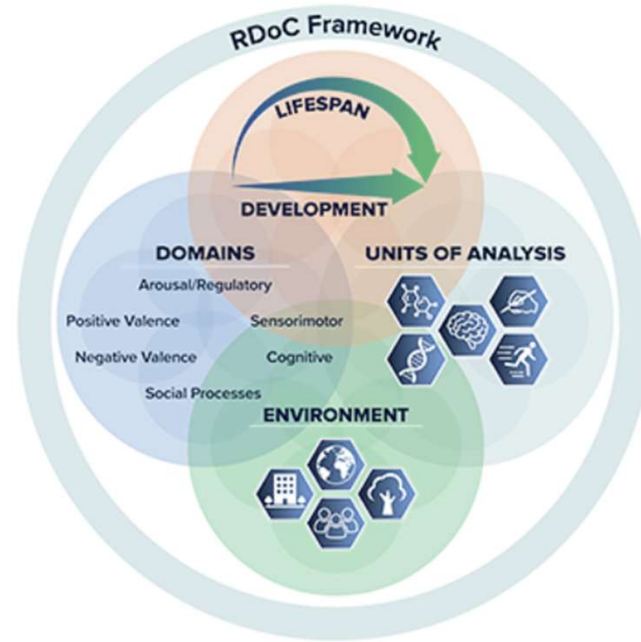 RDoC Framework
LIFESPAN
DEVELOPMENT
DOMAINS
Arousal/Regulatory
Positive Valence
Sensorimotor
Negative Valence
Cognitive
Social Processes
UNITS OF ANALYSIS
ENVIRONMENT